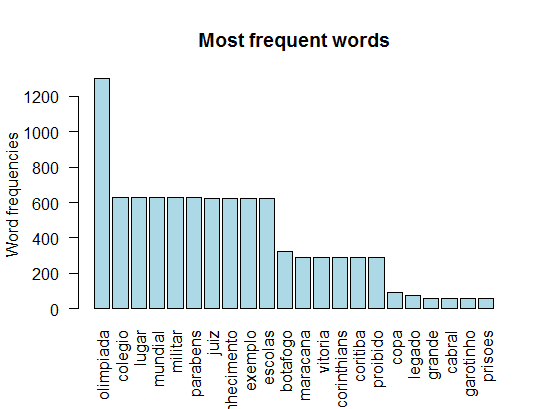 Most frequent words
Word frequencies
1200
1000
800
600
400
200
0
olimpiada
colegio
lugar
mundial
militar
parabens
juiz
nhecimento
exemplo
escolas
botafogo
maracana
vitoria
corinthians
coritiba
proibido
copa
legado
grande
cabral
garotinho
prisoes